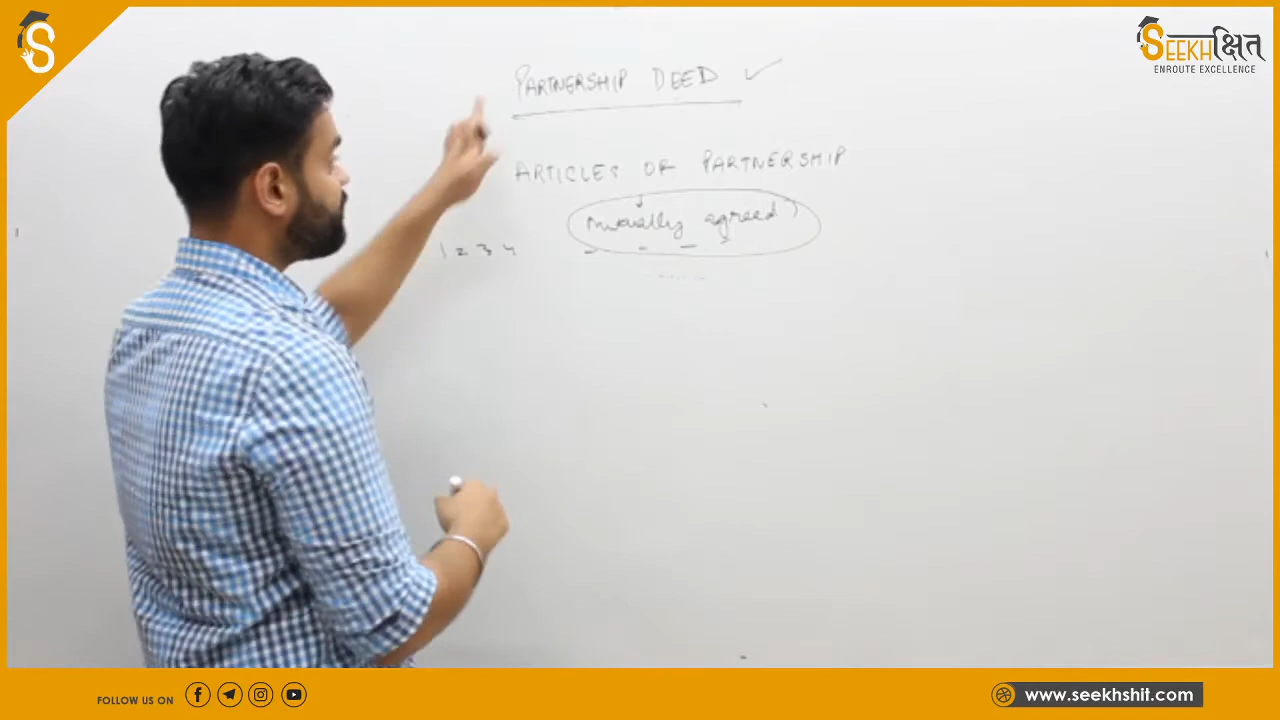 SEEKHक्षित
ENROUTE EXCELLENCE
PARTNERSHIP DEED ✓
ARTICLES OF PARTNERSHIP
Mutually agreed
1 2 3 4
FOLLOW US ON
www.seekhshit.com